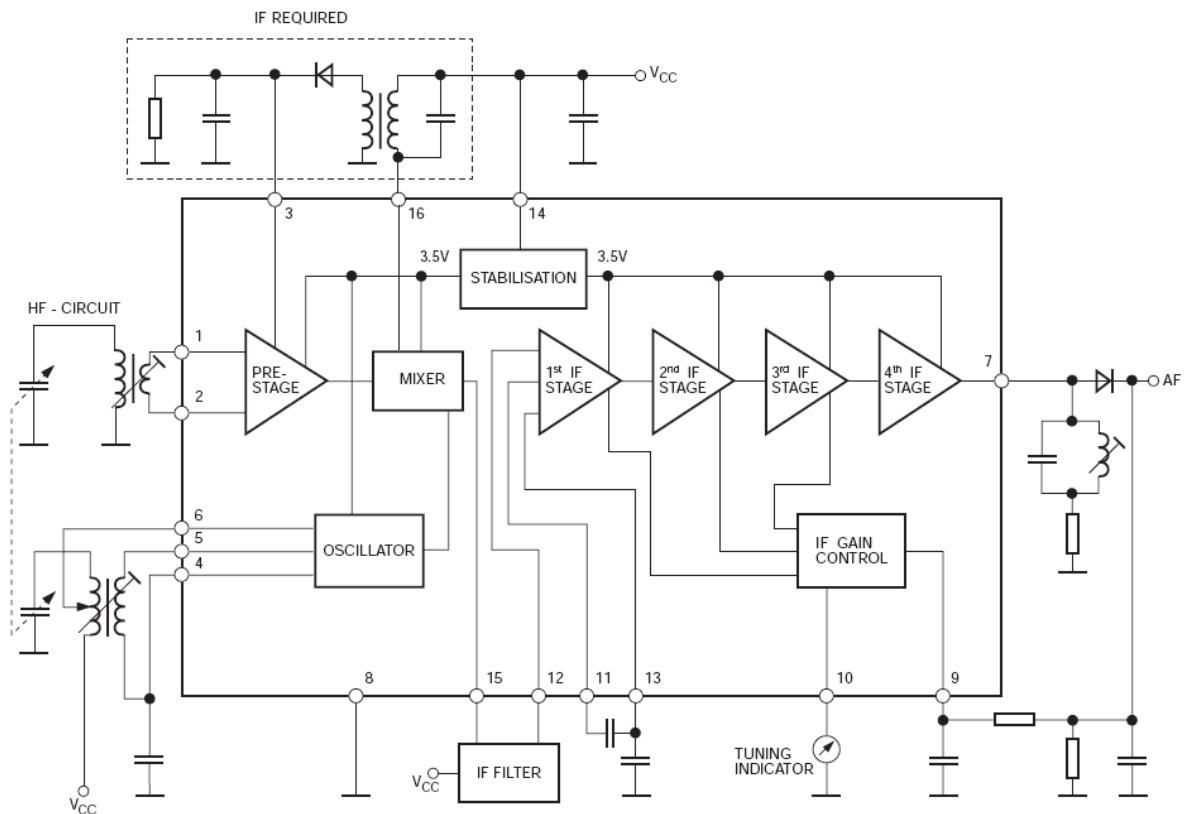 IF REQUIRED
VCC
3
16
14
3.5V
STABILISATION
3.5V
HF - CIRCUIT
1
2
PRE-
STAGE
MIXER
1st IF
STAGE
2nd IF
STAGE
3rd IF
STAGE
4th IF
STAGE
7
AF
6
5
4
OSCILLATOR
IF GAIN
CONTROL
8
15
12
11
13
10
9
IF FILTER
VCC
TUNING
INDICATOR
VCC